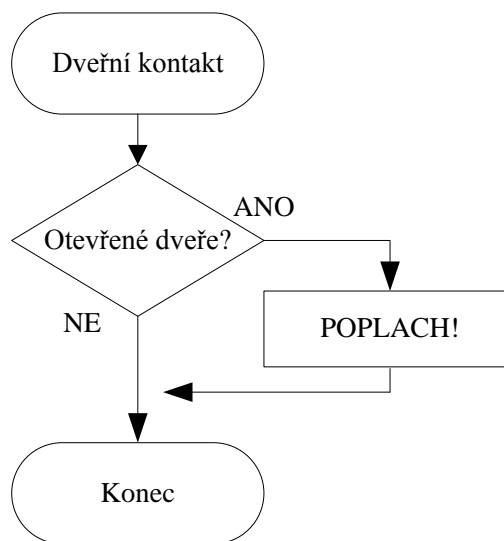 Dveřní kontakt
ANO
Otevřené dveře?
NE
POPLACH!
Konec